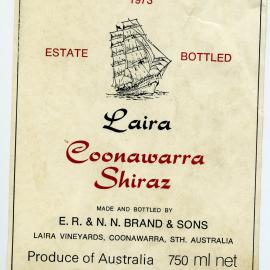 1973
ESTATE BOTTLED
Laira
Coonawarra
Shiraz
MADE AND BOTTLED BY
E. R. & N. N. BRAND & SONS
LAIRA VINEYARDS, COONAWARRA, STH. AUSTRALIA
Produce of Australia 750 ml net